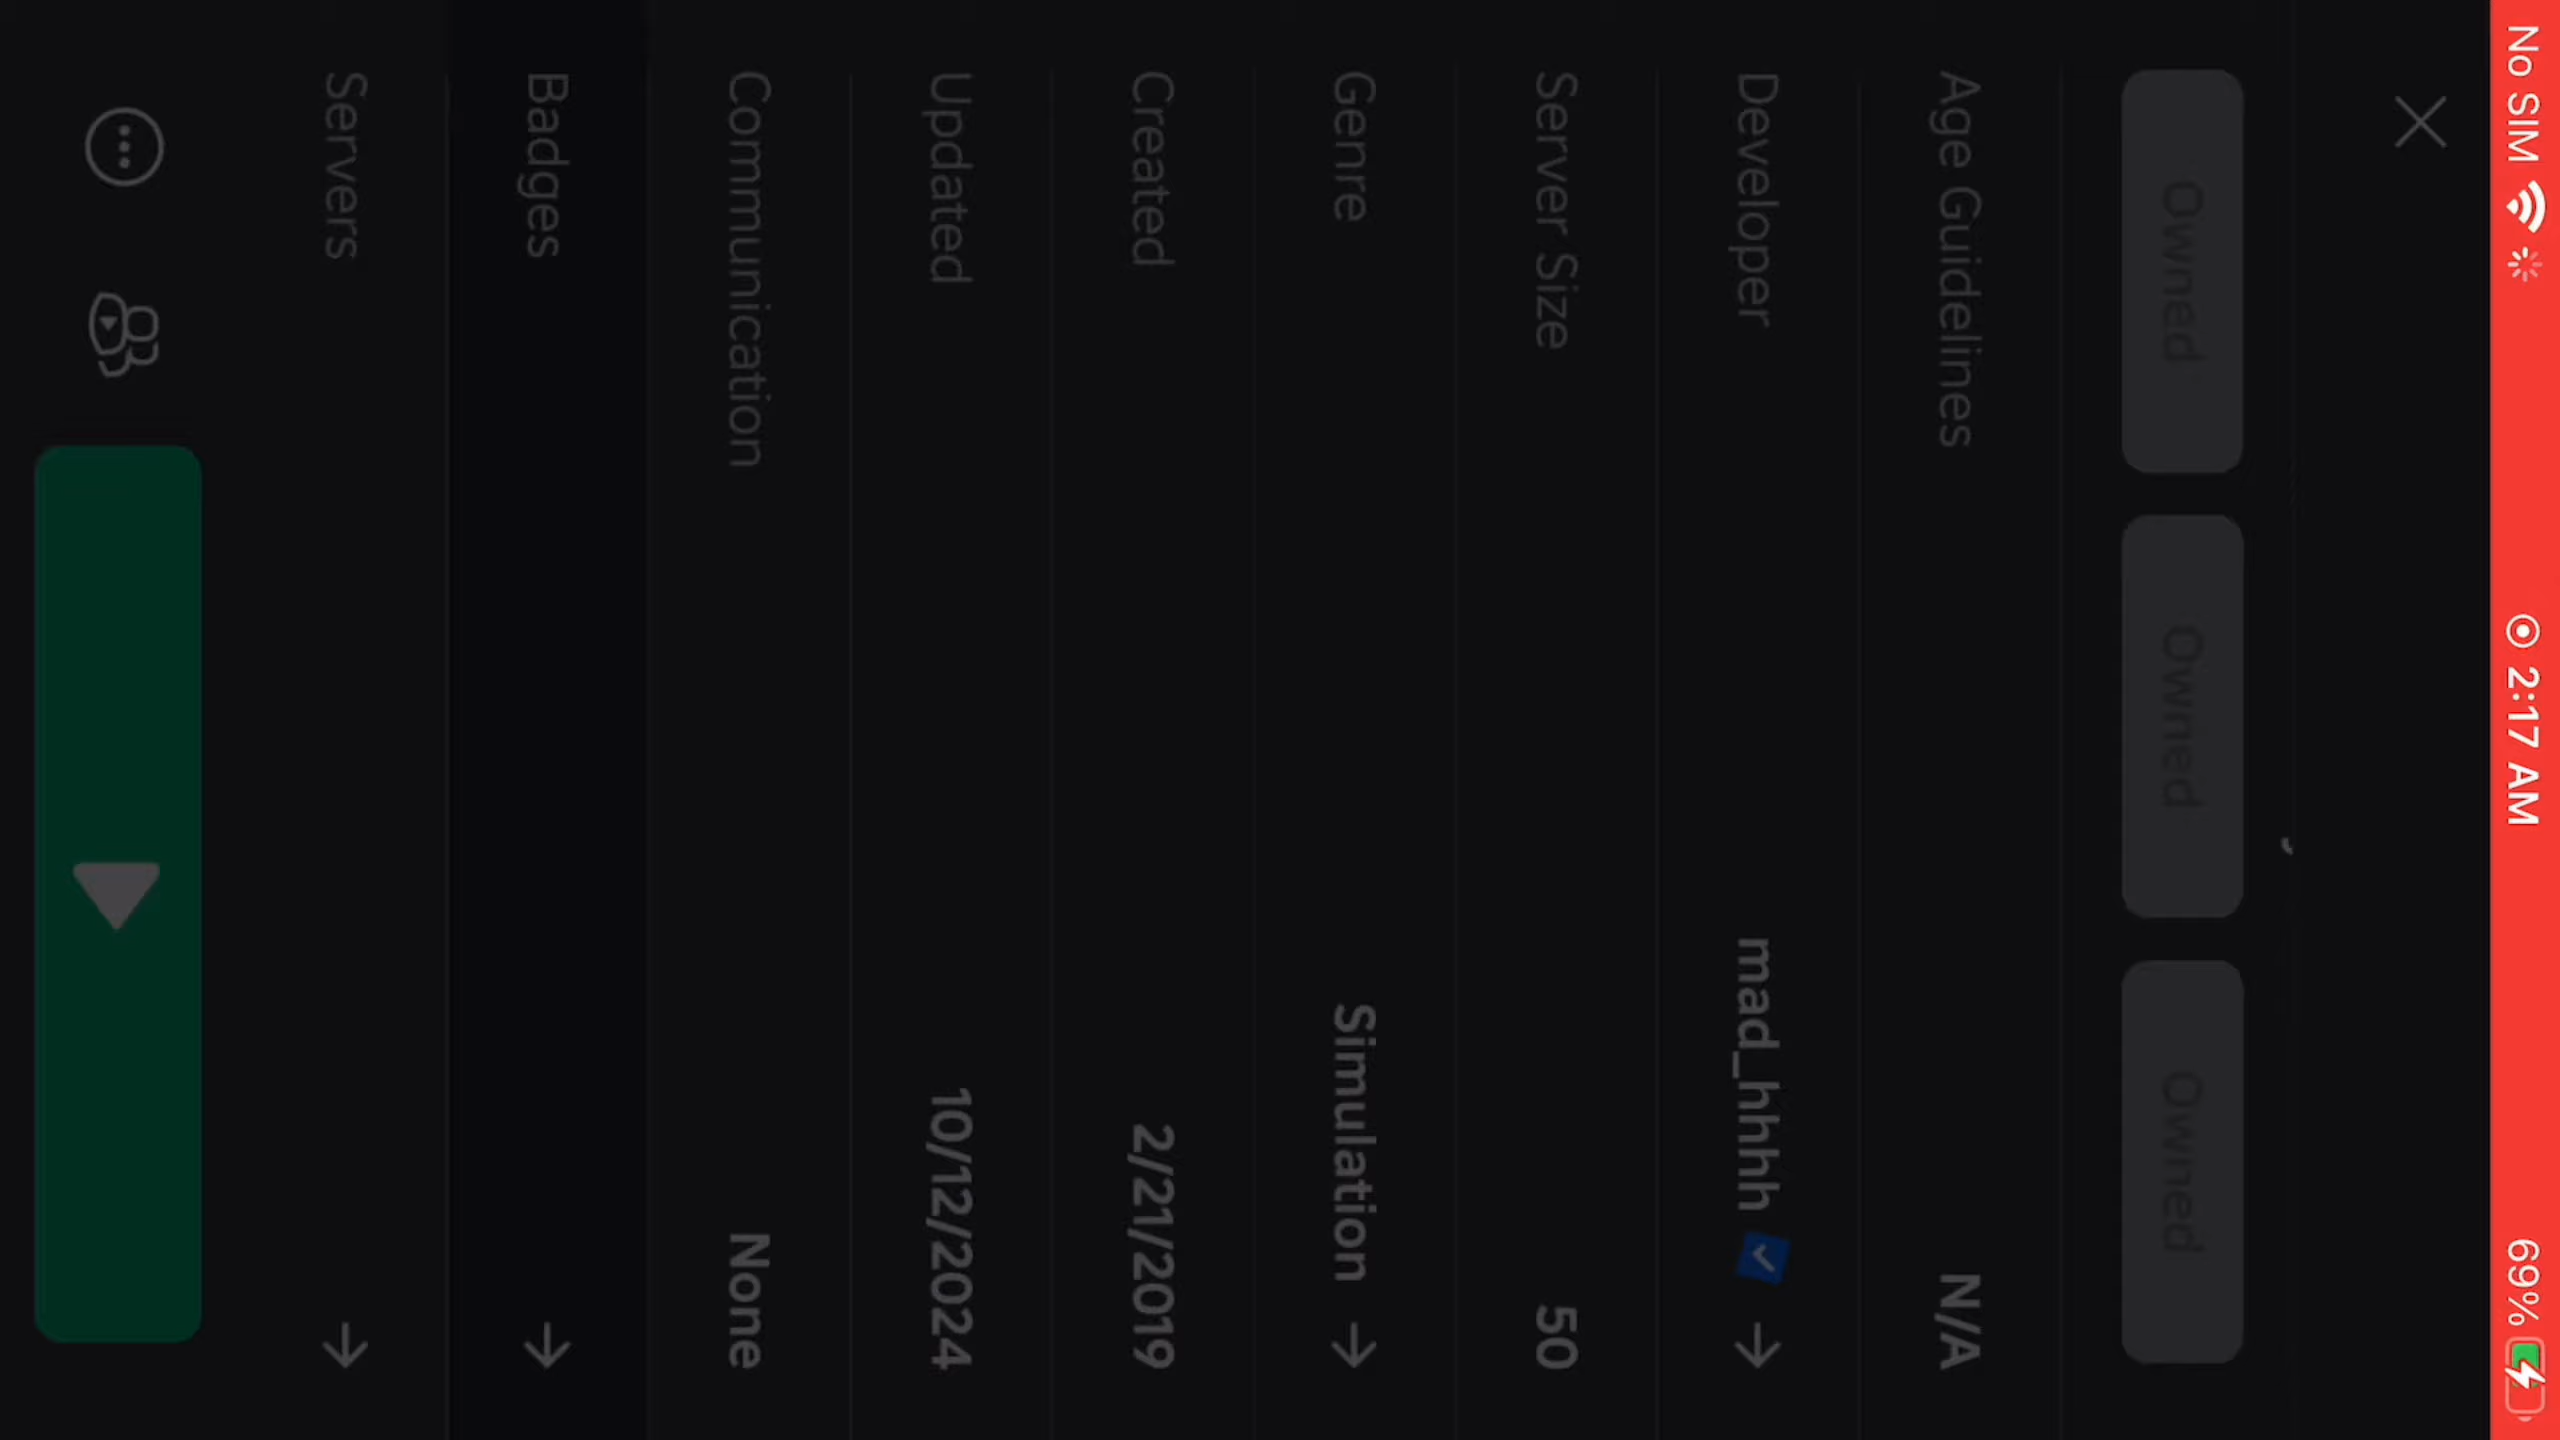 No SIM 2:17 AM 69%
Owned Owned Owned
Age Guidelines N/A
Developer mad_hhhh ☑️
Server Size 50
Genre Simulation
Created 2/21/2019
Updated 10/12/2024
Communication None
Badges
Servers